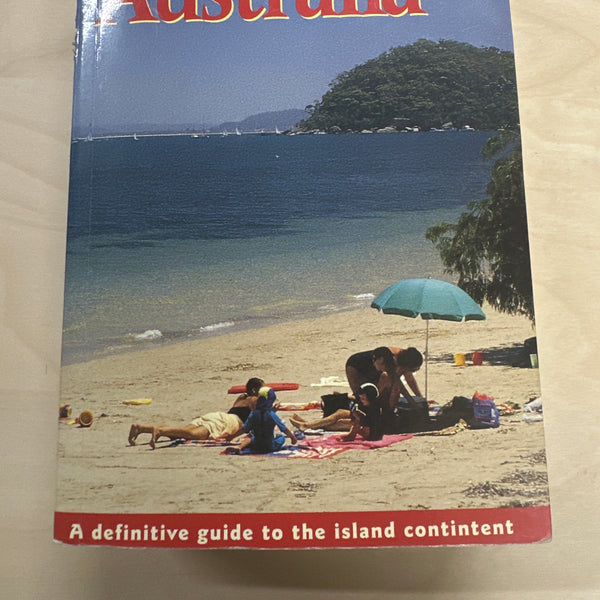 Australia
A definitive guide to the island contintent